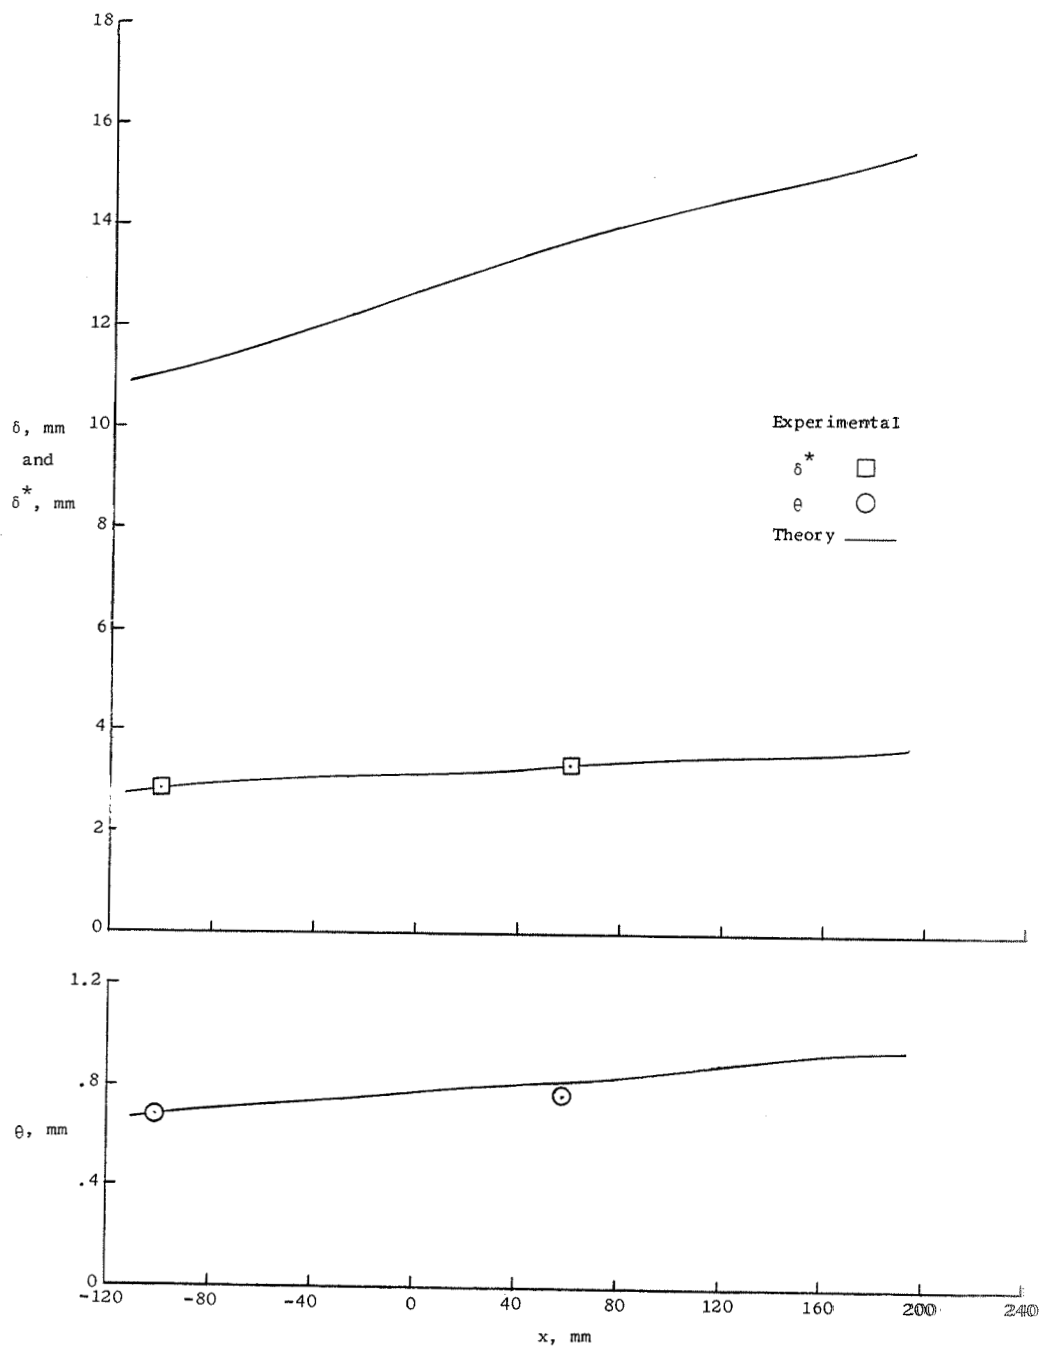 18
16
14
12
10
8
6
4
2
0
δ, mm
and
δ*, mm
Experimental
δ*
θ
Theory
1.2
.8
.4
0
θ, mm
-120 -80 -40 0 40 80 120 160 200 240
x, mm